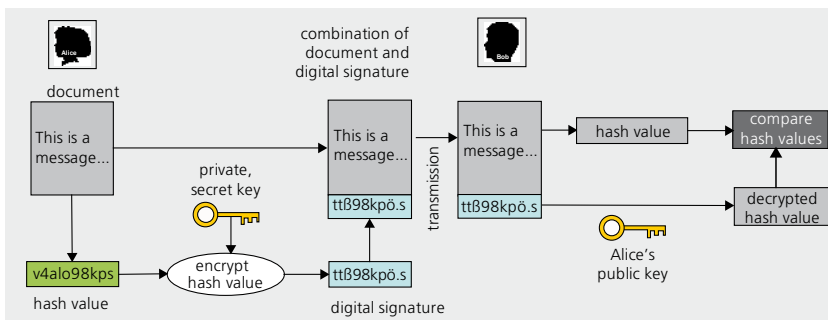 Alice
document
This is a
message...
v4alo98kps
hash value
private,
secret key
encrypt
hash value
combination of
document and
digital signature
This is a
message...
ttß98kpö.s
ttß98kpö.s
digital signature
transmission
Bob
This is a
message...
ttß98kpö.s
hash value
compare
hash values
decrypted
hash value
Alice's
public key